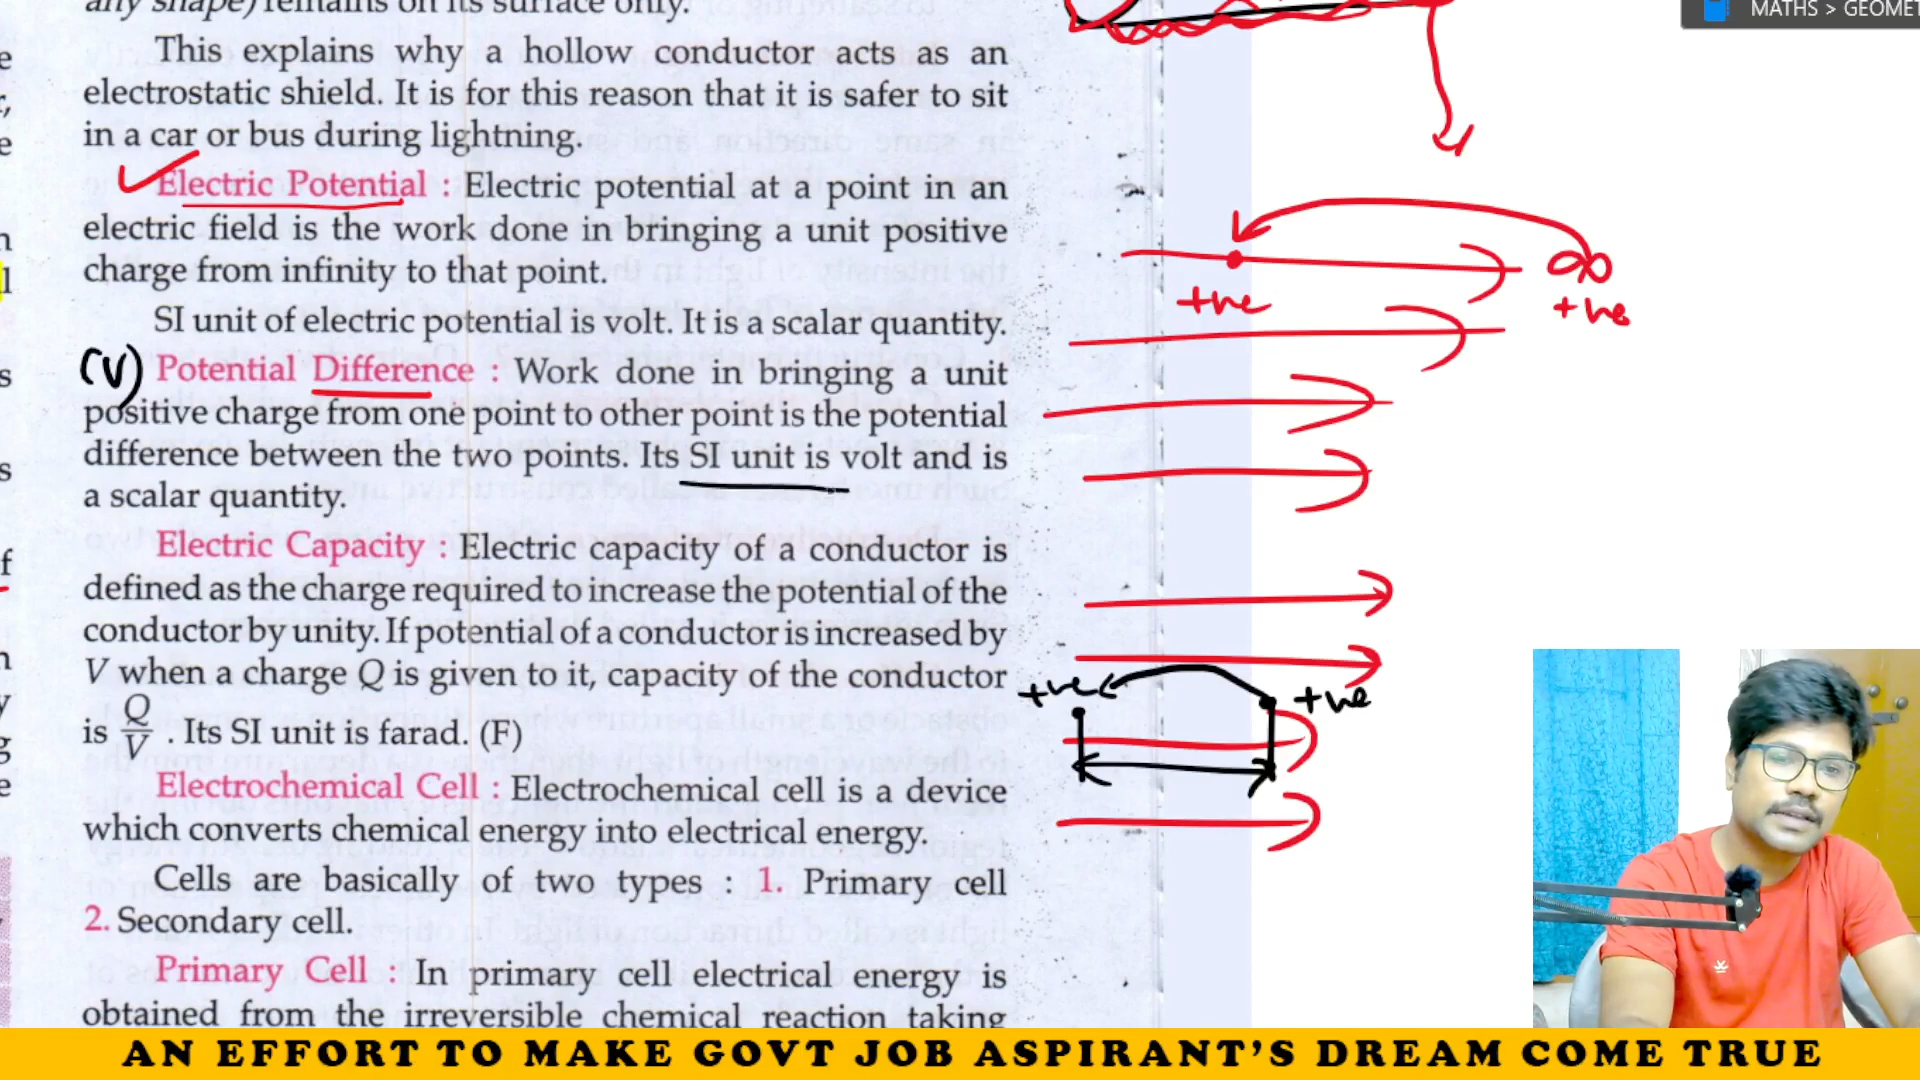 any shape) remains on its surface only.
This explains why a hollow conductor acts as an
electrostatic shield. It is for this reason that it is safer to sit
in a car or bus during lightning.
Electric Potential : Electric potential at a point in an
electric field is the work done in bringing a unit positive
charge from infinity to that point.
SI unit of electric potential is volt. It is a scalar quantity.
(V) Potential Difference : Work done in bringing a unit
positive charge from one point to other point is the potential
difference between the two points. Its SI unit is volt and is
a scalar quantity.
Electric Capacity : Electric capacity of a conductor is
defined as the charge required to increase the potential of the
conductor by unity. If potential of a conductor is increased by
V when a charge Q is given to it, capacity of the conductor
is Q/V . Its SI unit is farad. (F)
Electrochemical Cell : Electrochemical cell is a device
which converts chemical energy into electrical energy.
Cells are basically of two types : 1. Primary cell
2. Secondary cell.
Primary Cell : In primary cell electrical energy is
obtained from the irreversible chemical reaction taking
MATHS > GEOMET
∞
+ve
+ve
+ve
+ve
AN EFFORT TO MAKE GOVT JOB ASPIRANT'S DREAM COME TRUE